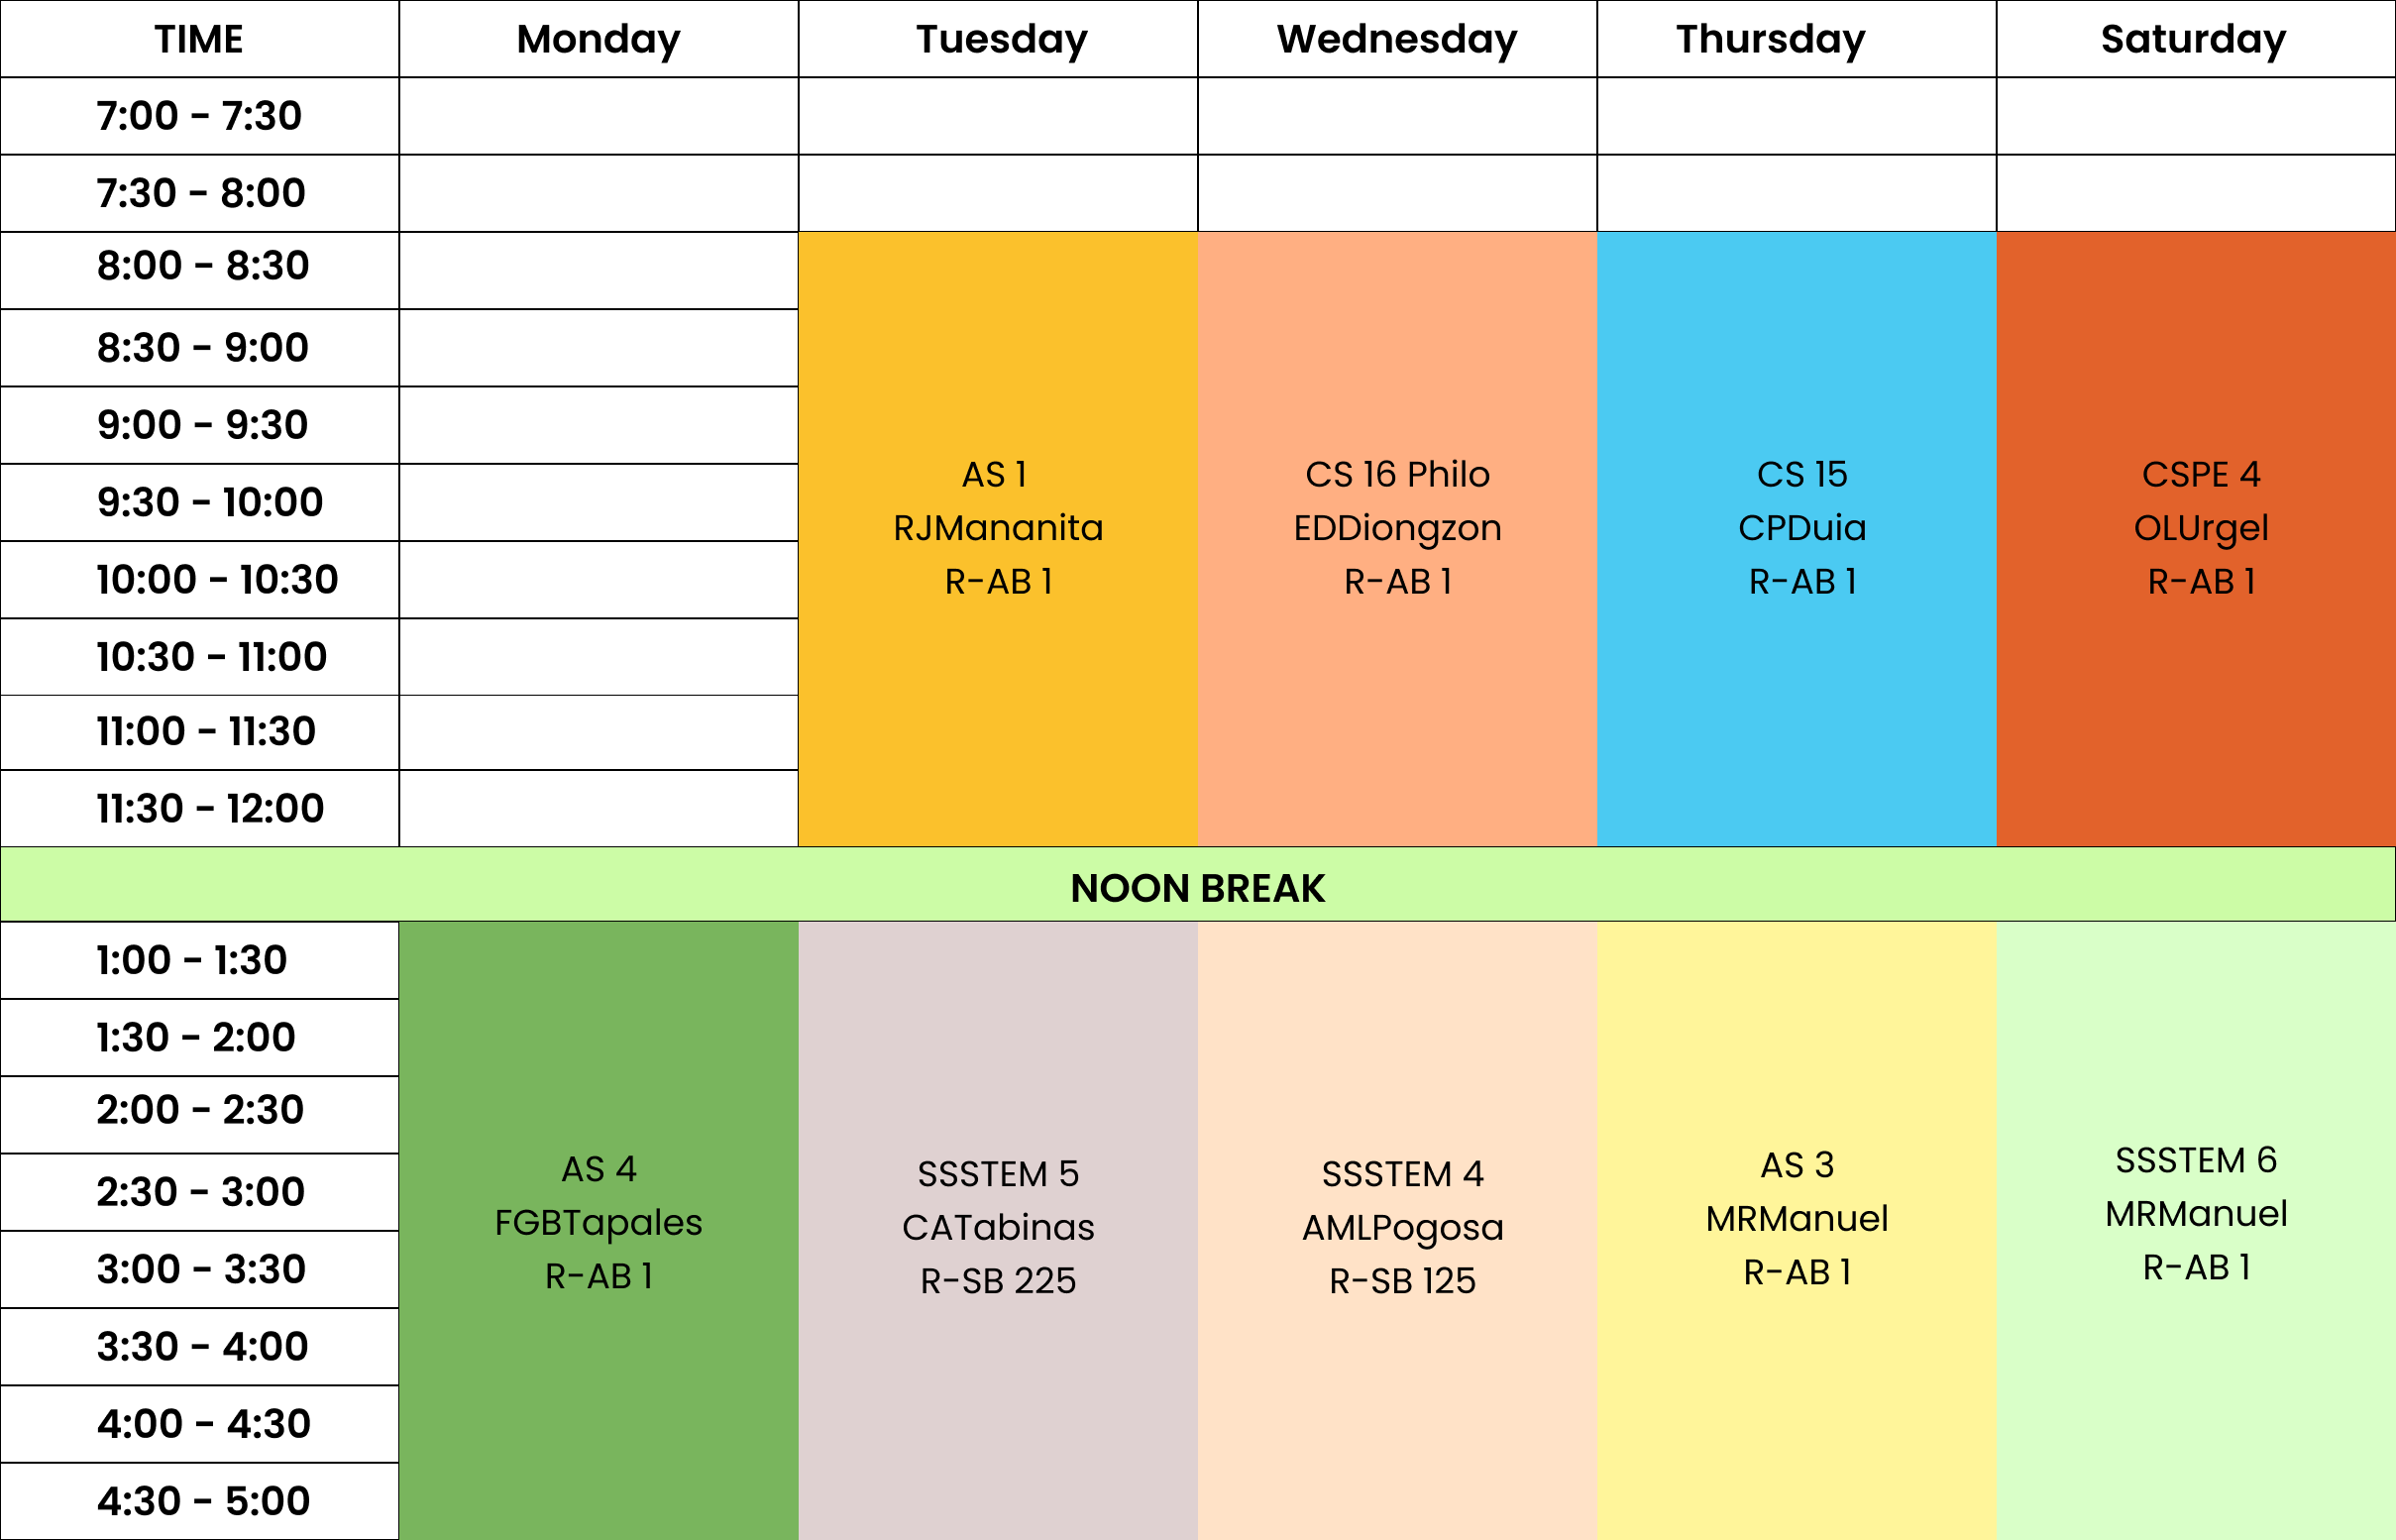 TIME Monday Tuesday Wednesday Thursday Saturday
7:00 - 7:30
7:30 - 8:00
8:00 - 8:30
8:30 - 9:00
9:00 - 9:30
9:30 - 10:00
10:00 - 10:30
10:30 - 11:00
11:00 - 11:30
11:30 - 12:00
AS 1
RJMananita
R-AB 1
CS 16 Philo
EDDiongzon
R-AB 1
CS 15
CPDuia
R-AB 1
CSPE 4
OLUrgel
R-AB 1
NOON BREAK
1:00 - 1:30
1:30 - 2:00
2:00 - 2:30
2:30 - 3:00
3:00 - 3:30
3:30 - 4:00
4:00 - 4:30
4:30 - 5:00
AS 4
FGBTapales
R-AB 1
SSSTEM 5
CATabinas
R-SB 225
SSSTEM 4
AMLPogosa
R-SB 125
AS 3
MRManuel
R-AB 1
SSSTEM 6
MRManuel
R-AB 1